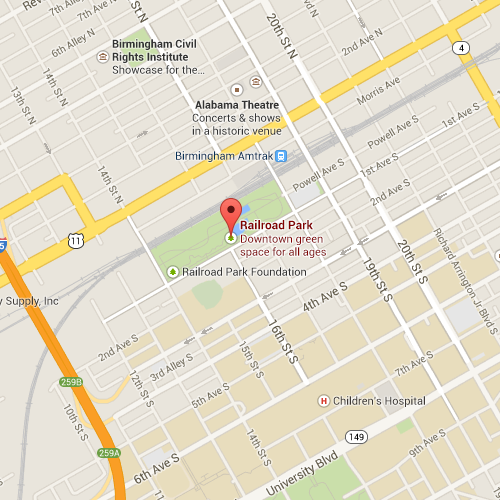 Rev
6th Alley N
20th St N
Birmingham Civil
Rights Institute
Showcase for the...
2nd Ave N
4
13th St N
14th St N
Morris Ave
Alabama Theatre
Concerts & shows
in a historic venue
20th St N
Powell Ave S
1st Ave S
Birmingham Amtrak
14th St N
Powell Ave S
1st Ave S
2nd Ave S
Railroad Park
Downtown green
space for all ages
11
Railroad Park Foundation
20th St S
Richard Arrington Jr Blvd S
19th St S
y Supply, Inc
4th Ave S
16th St S
2nd Ave S
3rd Alley S
15th St S
7th Ave S
259B
12th St S
5th Ave S
10th St S
Children's Hospital
H
14th St S
149
9th Ave S
259A
6th Ave S
University Blvd